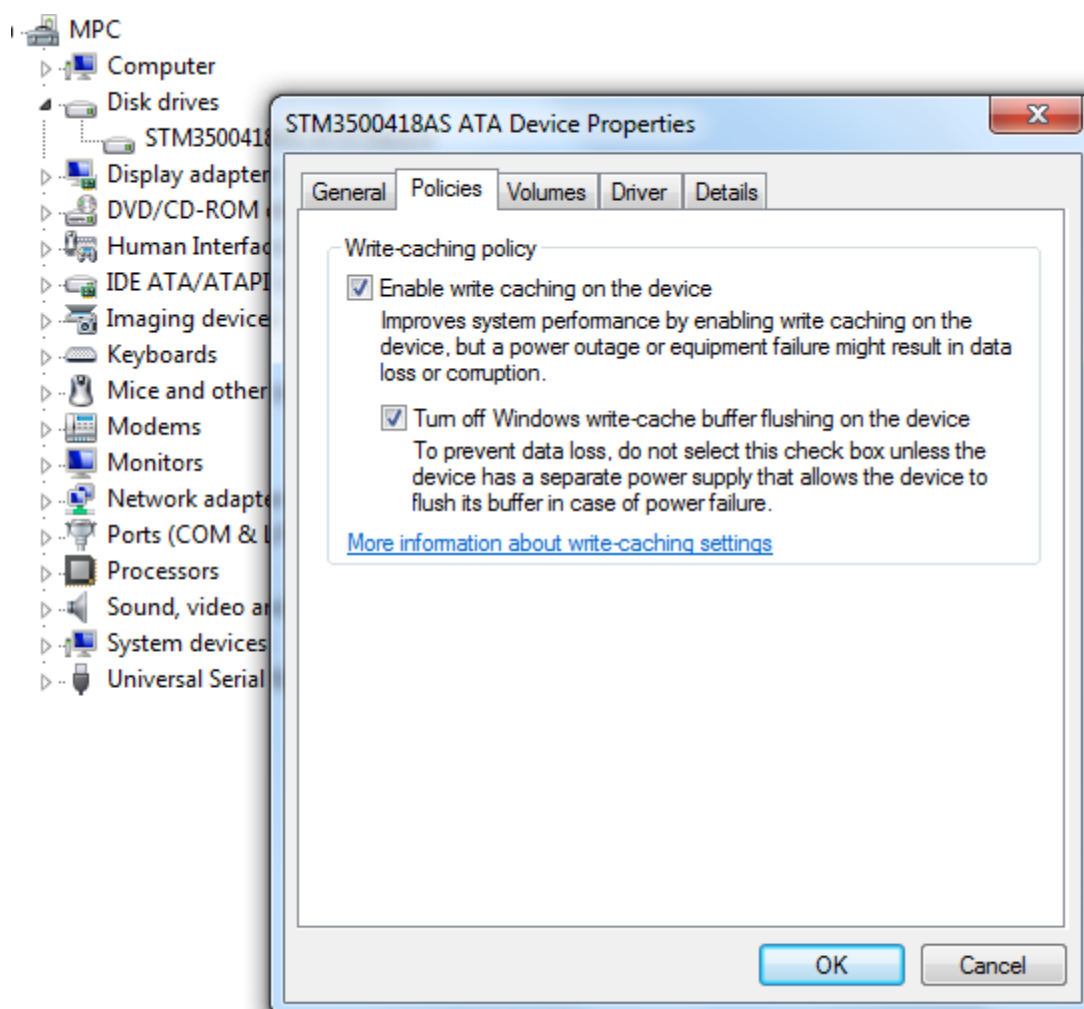 MPC
Computer
Disk drives
STM350041
Display adapter
DVD/CD-ROM
Human Interfac
IDE ATA/ATAPI
Imaging device
Keyboards
Mice and other
Modems
Monitors
Network adapte
Ports (COM & L
Processors
Sound, video ar
System devices
Universal Serial
STM3500418AS ATA Device Properties
General Policies Volumes Driver Details
Write-caching policy
Enable write caching on the device
Improves system performance by enabling write caching on the
device, but a power outage or equipment failure might result in data
loss or corruption.
Turn off Windows write-cache buffer flushing on the device
To prevent data loss, do not select this check box unless the
device has a separate power supply that allows the device to
flush its buffer in case of power failure.
More information about write-caching settings
OK Cancel